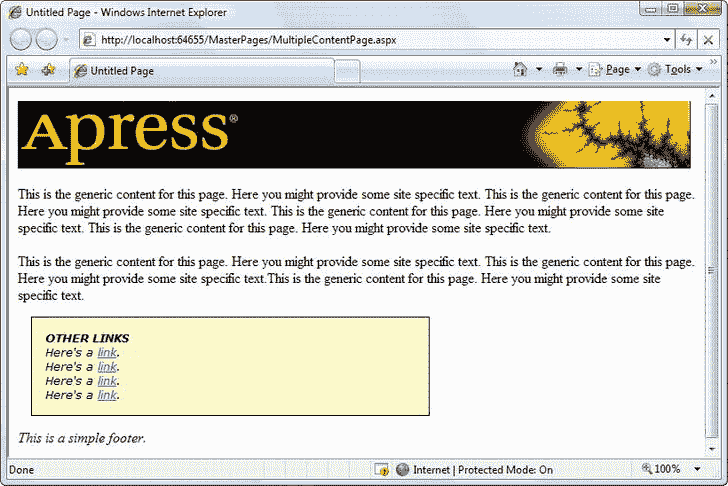 Untitled Page - Windows Internet Explorer
http://localhost:64655/MasterPages/MultipleContentPage.aspx
Untitled Page
Page
Tools
APRESS®
This is the generic content for this page. Here you might provide some site specific text. This is the generic content for this page.
Here you might provide some site specific text. This is the generic content for this page. Here you might provide some site
specific text. This is the generic content for this page. Here you might provide some site specific text.
This is the generic content for this page. Here you might provide some site specific text. This is the generic content for this page.
Here you might provide some site specific text.This is the generic content for this page. Here you might provide some site
specific text.
OTHER LINKS
Here's a link.
Here's a link.
Here's a link.
Here's a link.
This is a simple footer.
Done
Internet | Protected Mode: On
100%